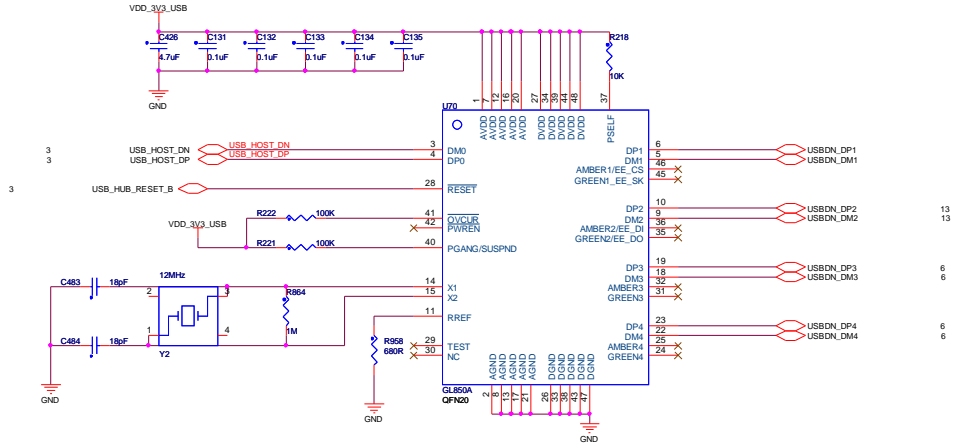 VDD_3V3_USB
C426 C131 C132 C133 C134 C135
4.7uF 0.1uF 0.1uF 0.1uF 0.1uF 0.1uF
GND
R218
10K
U70
1 7 12 16 20 27 34 39 44 48 37
AVDD AVDD AVDD AVDD AVDD DVDD DVDD DVDD DVDD DVDD PSELF
3 USB_HOST_DN USB_HOST_DN 3 DM0
3 USB_HOST_DP USB_HOST_DP 4 DP0
3 USB_HUB_RESET_B 28 RESET
VDD_3V3_USB
R222 100K 41 OVCUR
42 PWREN
R221 100K 40 PGANG/SUSPND
C483 18pF
12MHz
2 3
1 4
Y2
C484 18pF
GND
R864
1M
14 X1
15 X2
11 RREF
R958
680R
GND
29 TEST
30 NC
DP1 6 USBDN_DP1
DM1 5 USBDN_DM1
AMBER1/EE_CS 46
GREEN1_EE_SK 45
DP2 10 USBDN_DP2 13
DM2 9 USBDN_DM2 13
AMBER2/EE_DI 36
GREEN2/EE_DO 35
DP3 19 USBDN_DP3 6
DM3 18 USBDN_DM3 6
AMBER3 32
GREEN3 31
DP4 23 USBDN_DP4 6
DM4 22 USBDN_DM4 6
AMBER4 25
GREEN4 24
AGND AGND AGND AGND AGND DGND DGND DGND DGND DGND
2 8 13 17 21 26 33 38 43 47
GL850A
QFN20
GND